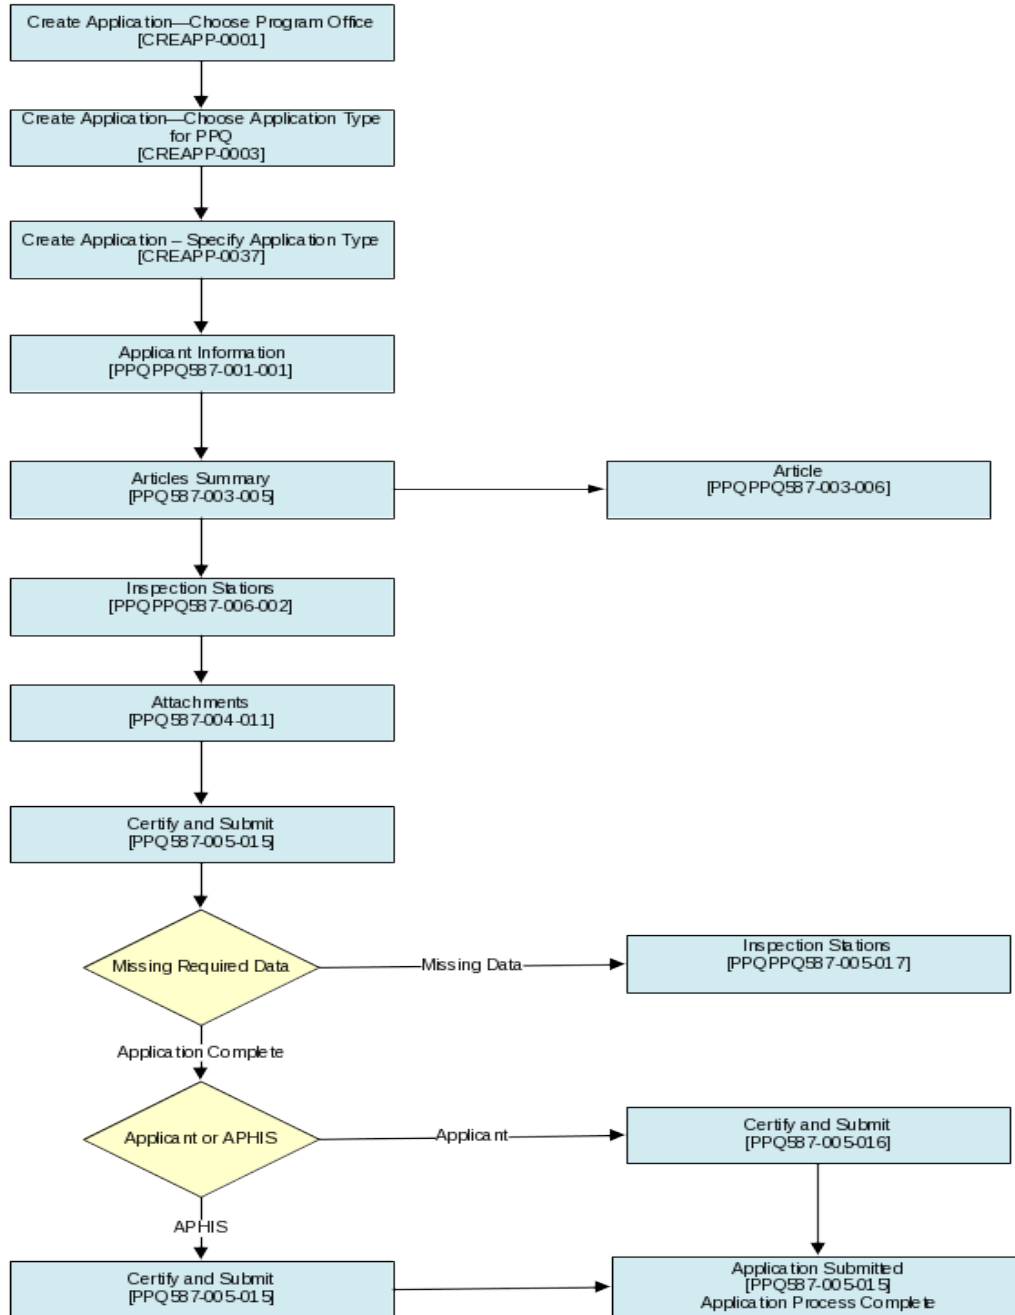 Create Application—Choose Program Office
[CREAPP-0001]
Create Application—Choose Application Type
for PPQ
[CREAPP-0003]
Create Application – Specify Application Type
[CREAPP-0037]
Applicant Information
[PPQPPQ587-001-001]
Articles Summary
[PPQ587-003-005]
Article
[PPQPPQ587-003-006]
Inspection Stations
[PPQPPQ587-006-002]
Attachments
[PPQ587-004-011]
Certify and Submit
[PPQ587-005-015]
Missing Required Data
Missing Data
Inspection Stations
[PPQPPQ587-005-017]
Application Complete
Applicant or APHIS
Applicant
Certify and Submit
[PPQ587-005-016]
APHIS
Certify and Submit
[PPQ587-005-015]
Application Submitted
[PPQ587-005-015]
Application Process Complete